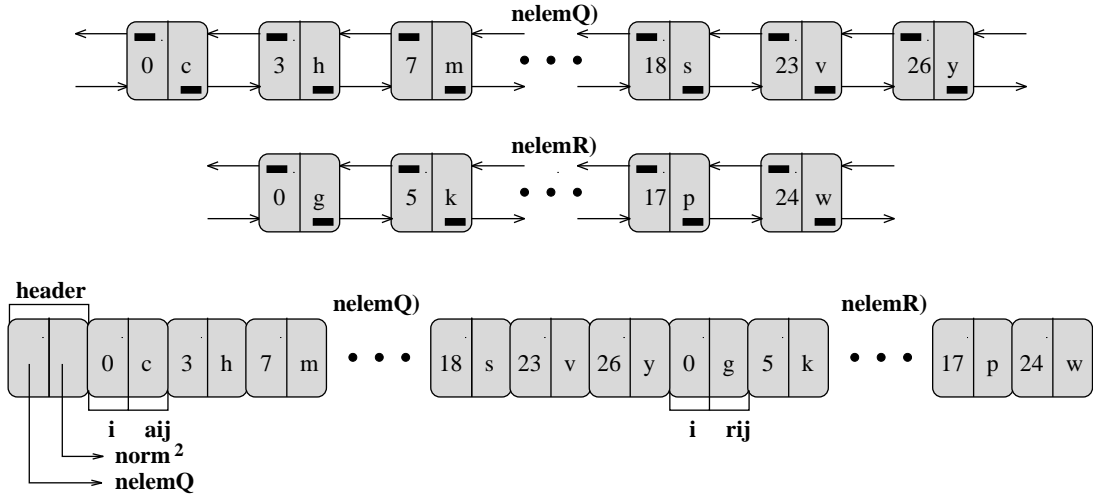 nelemQ)
0 c 3 h 7 m • • • 18 s 23 v 26 y
nelemR)
0 g 5 k • • • 17 p 24 w
header nelemQ) nelemR)
0 c 3 h 7 m • • • 18 s 23 v 26 y 0 g 5 k • • • 17 p 24 w
i aij i rij
norm 2
nelemQ